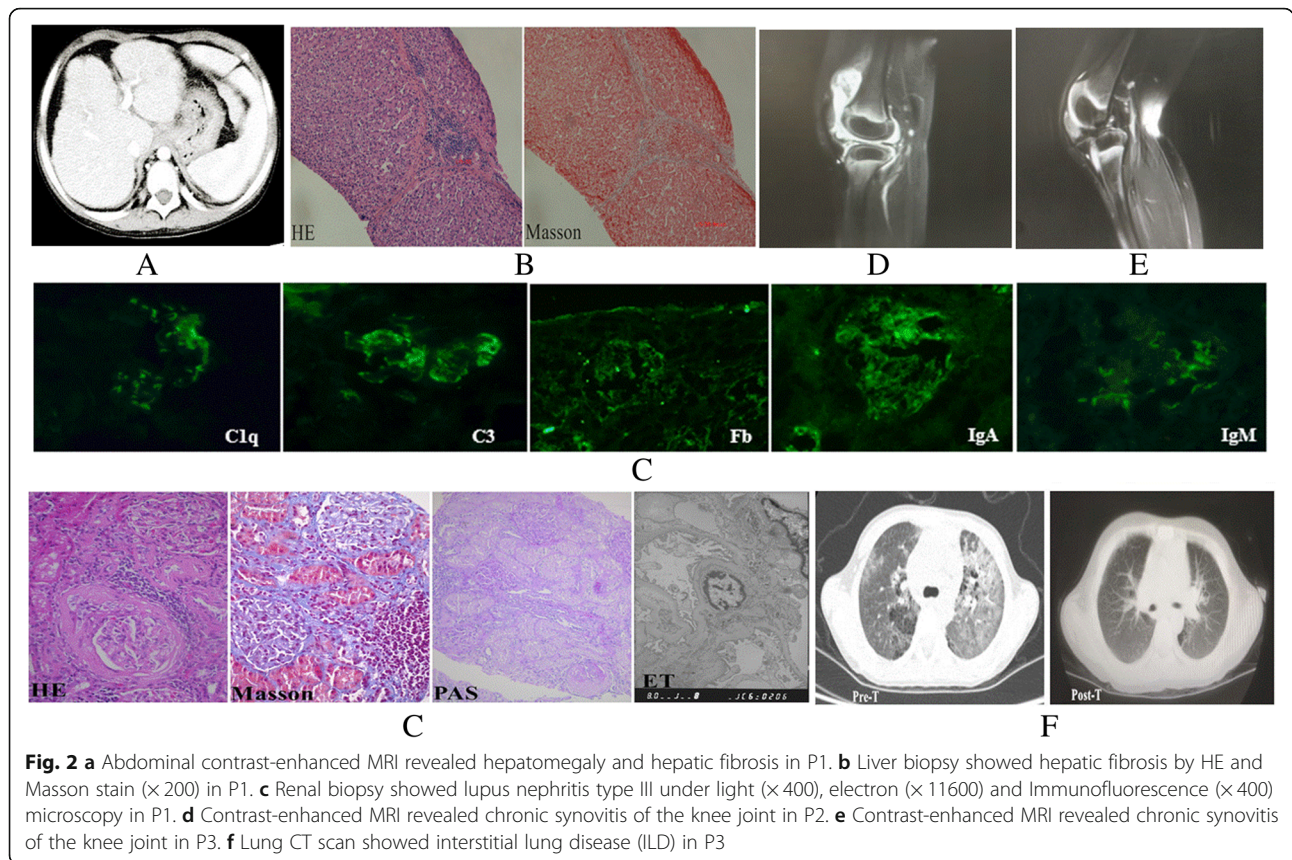 A
HE
Masson
B
D
E
C1q
C3
Fb
IgA
IgM
C
HE
Masson
PAS
ET
Pre-T
Post-T
C
F
Fig. 2 a Abdominal contrast-enhanced MRI revealed hepatomegaly and hepatic fibrosis in P1. b Liver biopsy showed hepatic fibrosis by HE and
Masson stain (× 200) in P1. c Renal biopsy showed lupus nephritis type III under light (× 400), electron (× 11600) and Immunofluorescence (× 400)
microscopy in P1. d Contrast-enhanced MRI revealed chronic synovitis of the knee joint in P2. e Contrast-enhanced MRI revealed chronic synovitis
of the knee joint in P3. f Lung CT scan showed interstitial lung disease (ILD) in P3